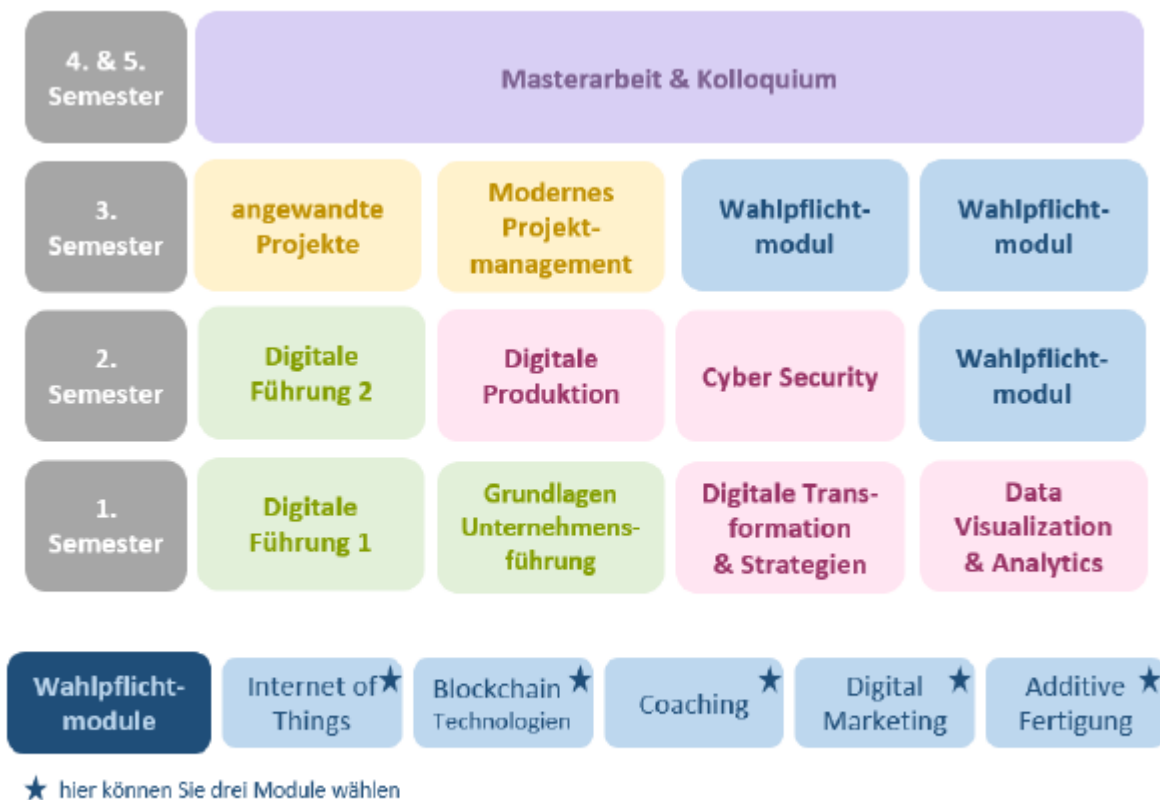 4. & 5.
Semester
Masterarbeit & Kolloquium
3.
Semester
angewandte
Projekte
Modernes
Projekt-
management
Wahlpflicht-
modul
Wahlpflicht-
modul
2.
Semester
Digitale
Führung 2
Digitale
Produktion
Cyber Security
Wahlpflicht-
modul
1.
Semester
Digitale
Führung 1
Grundlagen
Unternehmens-
führung
Digitale Trans-
formation
& Strategien
Data
Visualization
& Analytics
Wahlpflicht-
module
Internet of
Things
Blockchain
Technologien
Coaching
Digital
Marketing
Additive
Fertigung
★ hier können Sie drei Module wählen